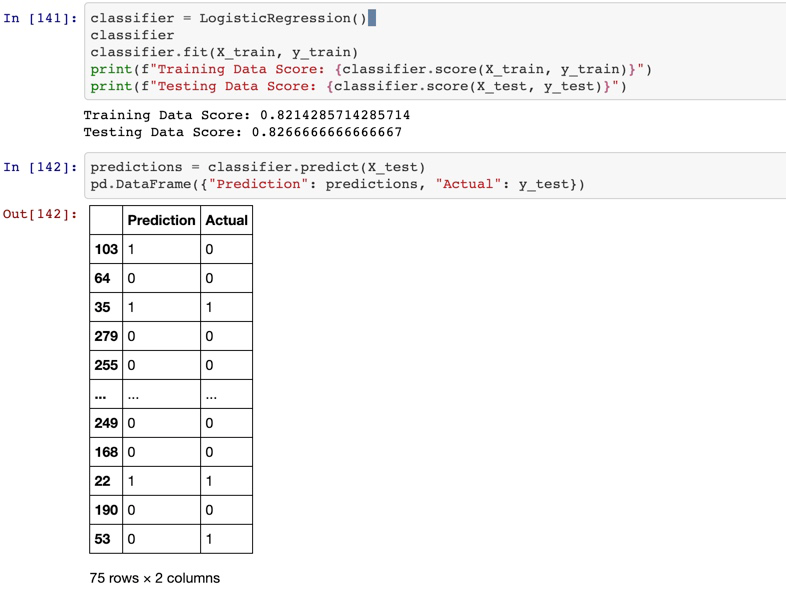 In [141]: classifier = LogisticRegression()
classifier
classifier.fit(X_train, y_train)
print(f"Training Data Score: {classifier.score(X_train, y_train)}")
print(f"Testing Data Score: {classifier.score(X_test, y_test)}")
Training Data Score: 0.8214285714285714
Testing Data Score: 0.8266666666666667
In [142]: predictions = classifier.predict(X_test)
pd.DataFrame({"Prediction": predictions, "Actual": y_test})
Out[142]:
Prediction Actual
103 1 0
64 0 0
35 1 1
279 0 0
255 0 0
... ... ...
249 0 0
168 0 0
22 1 1
190 0 0
53 0 1
75 rows × 2 columns